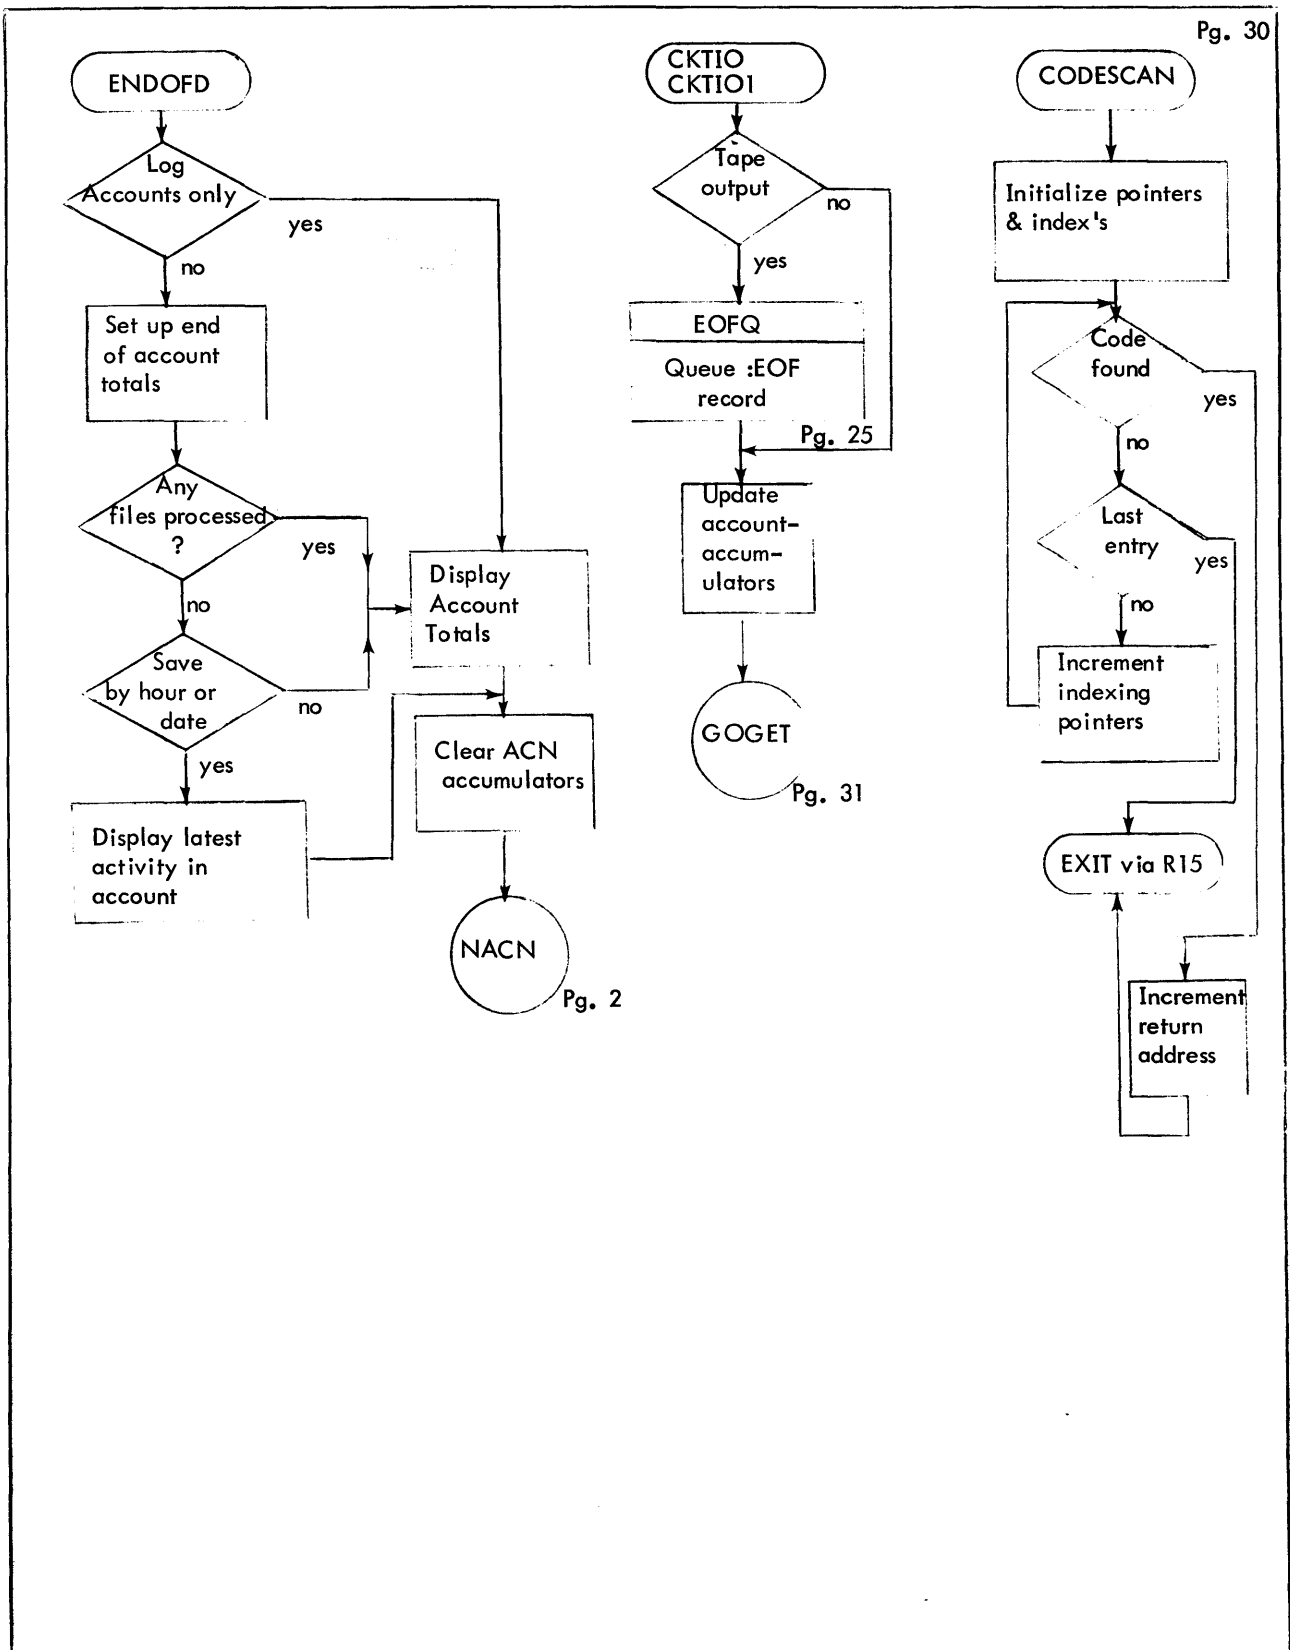 Pg. 30
ENDOFD
Log
Accounts only
yes
no
Set up end
of account
totals
Any
files processed
?
yes
no
Save
by hour or
date
no
yes
Display latest
activity in
account
Display
Account
Totals
Clear ACN
accumulators
NACN
Pg. 2
CKTIO
CKTIO1
Tape
output
no
yes
EOFQ
Queue :EOF
record
Pg. 25
Update
account-
accum-
ulators
GOGET
Pg. 31
CODESCAN
Initialize pointers
& index's
Code
found
yes
no
Last
entry
yes
no
Increment
indexing
pointers
EXIT via R15
Increment
return
address